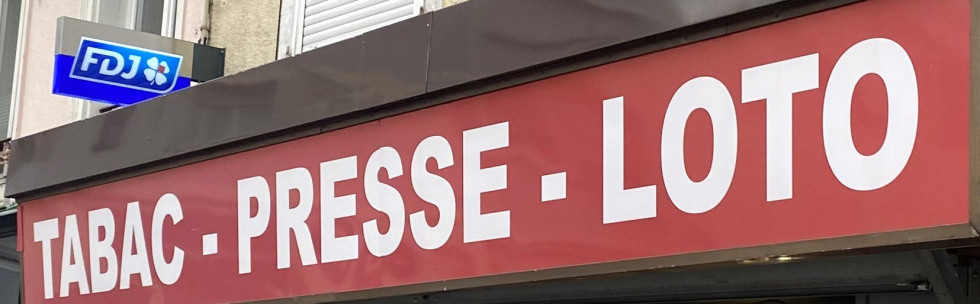 FDJ
TABAC - PRESSE - LOTO